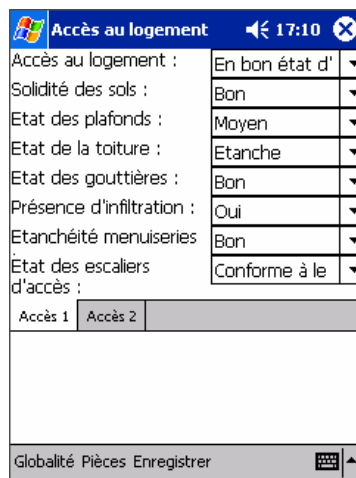 Accès au logement 17:10
Accès au logement : En bon état d'
Solidité des sols : Bon
Etat des plafonds : Moyen
Etat de la toiture : Etanche
Etat des gouttières : Bon
Présence d'infiltration : Oui
Etanchéité menuiseries Bon
:
Etat des escaliers Conforme à le
d'accès :
Accès 1 Accès 2
Globalité Pièces Enregistrer